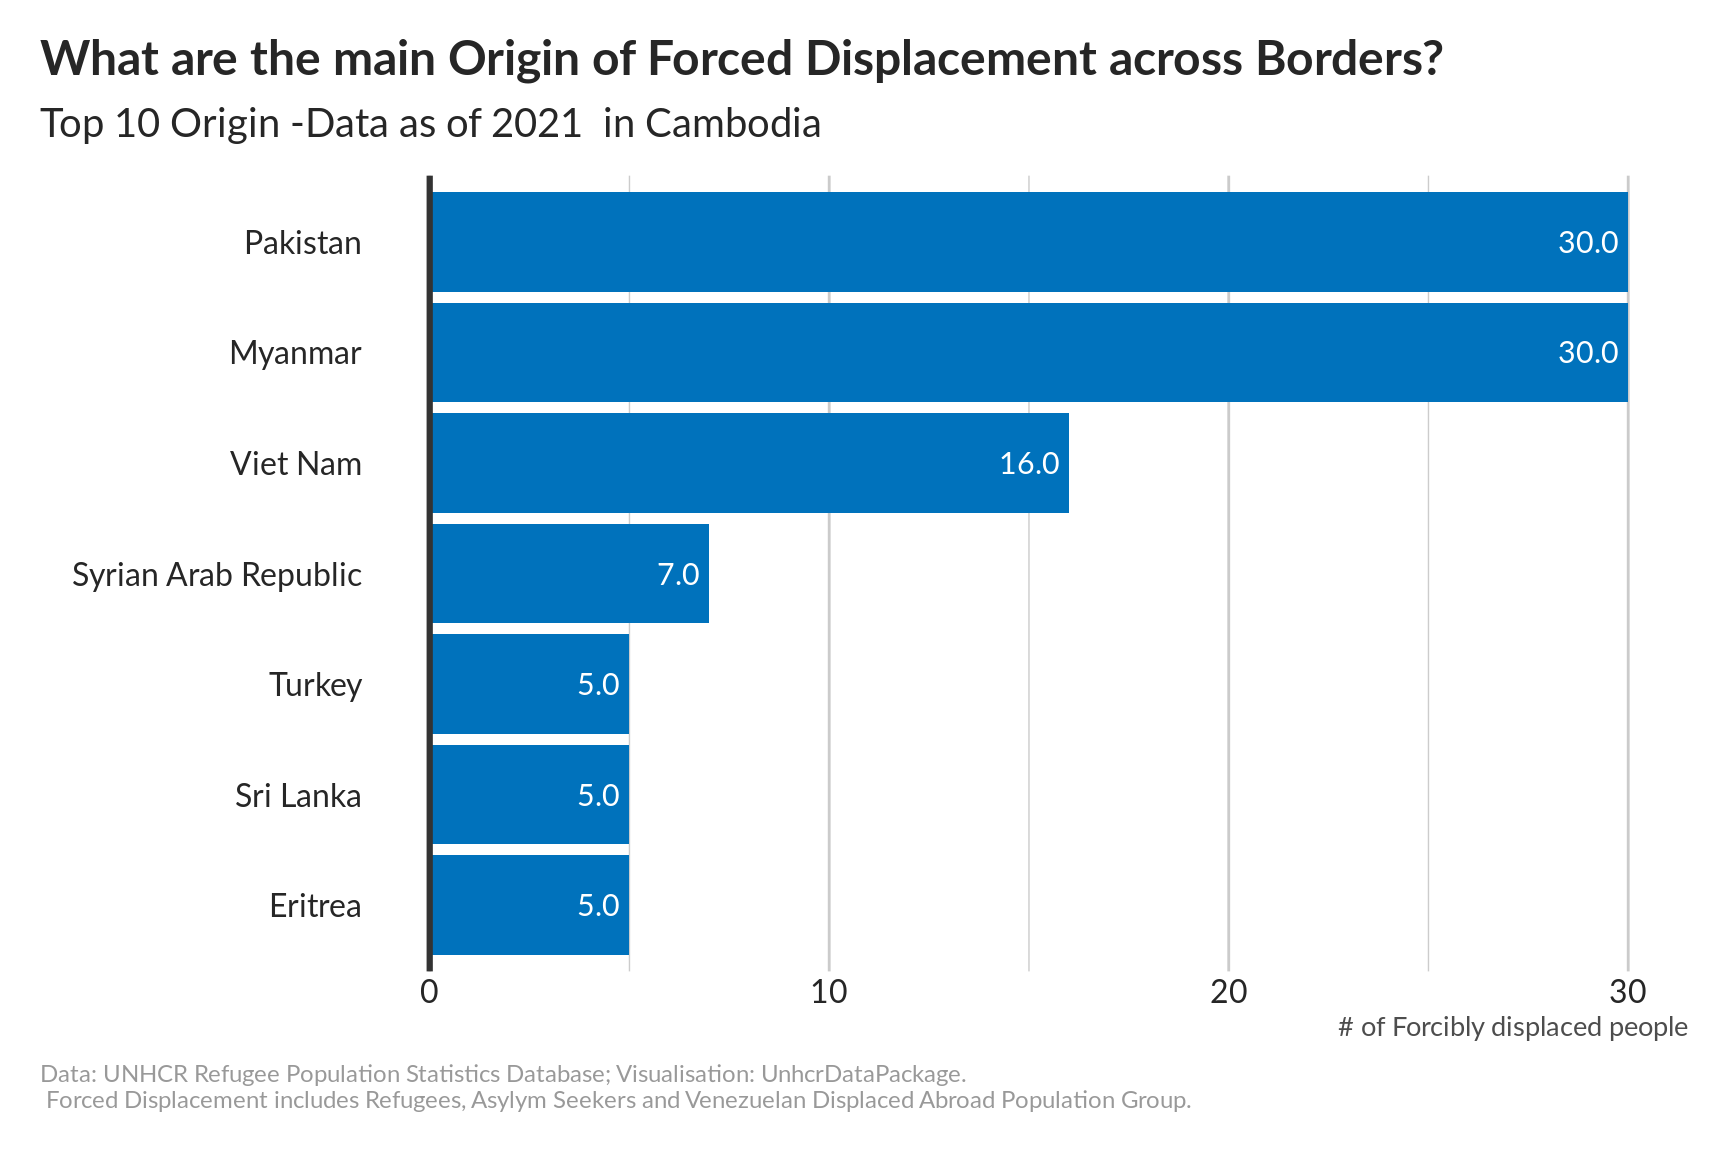 What are the main Origin of Forced Displacement across Borders?
Top 10 Origin -Data as of 2021  in Cambodia
Pakistan
30.0
Myanmar
30.0
Viet Nam
16.0
Syrian Arab Republic
7.0
Turkey
5.0
Sri Lanka
5.0
Eritrea
5.0
0 10 20 30
# of Forcibly displaced people
Data: UNHCR Refugee Population Statistics Database; Visualisation: UnhcrDataPackage.
Forced Displacement includes Refugees, Asylym Seekers and Venezuelan Displaced Abroad Population Group.